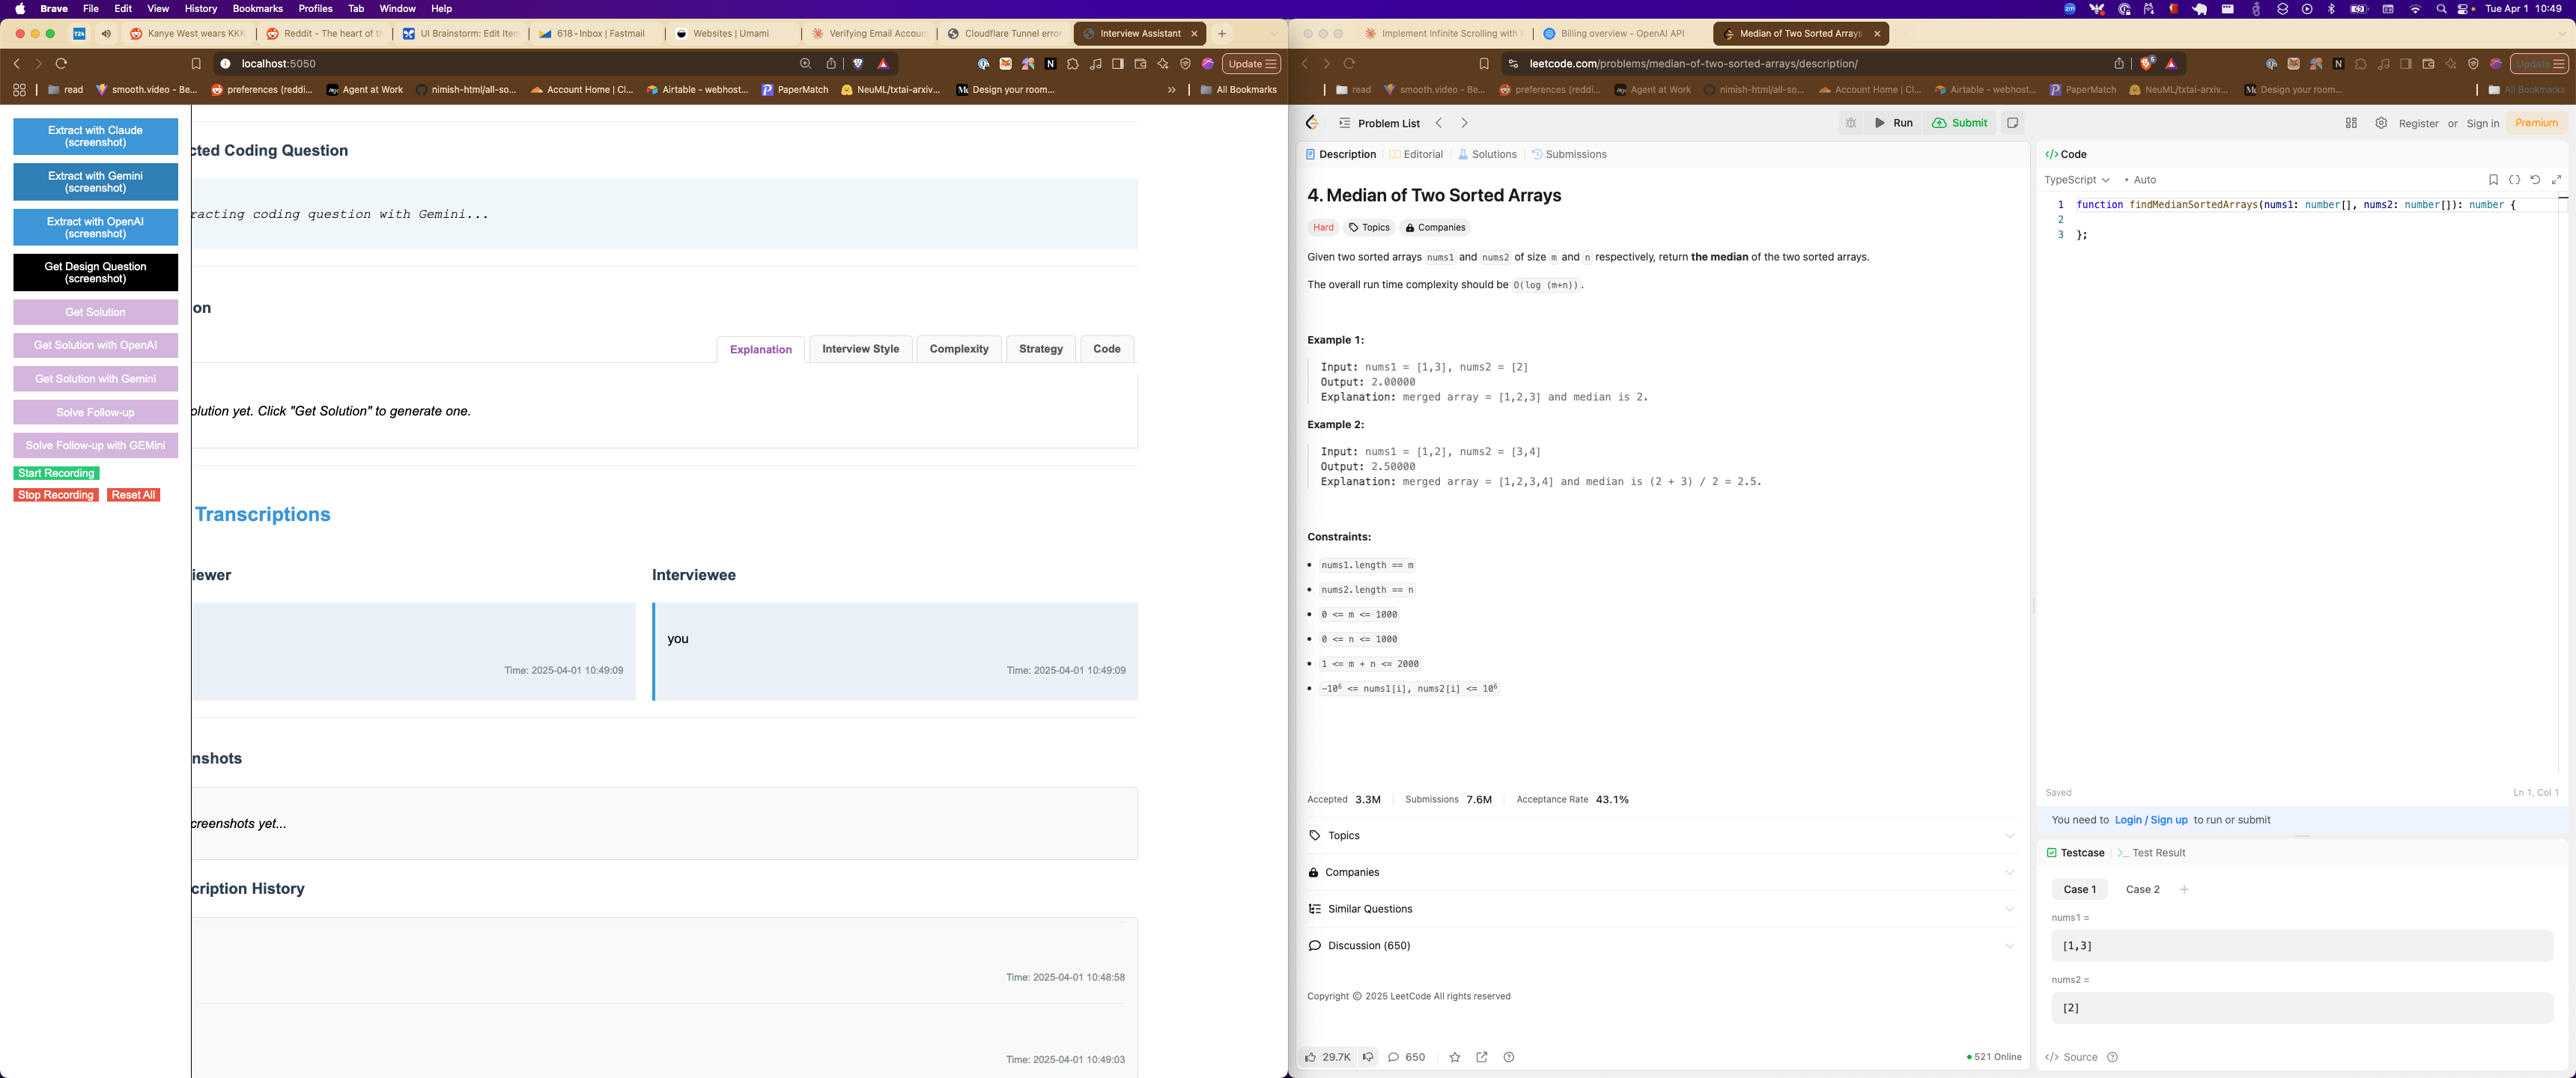 Brave File Edit View History Bookmarks Profiles Tab Window Help
Tue Apr 1 10:49
Kanye West wears KKK
Reddit - The heart of th
UI Brainstorm: Edit Item
618 • Inbox | Fastmail
Websites | Umami
Verifying Email Accoun
Cloudflare Tunnel error
Interview Assistant
localhost:5050
Update
read
smooth.video - Be...
preferences (reddi...
Agent at Work
nimish-html/all-so...
Account Home | Cl...
Airtable - webhost...
PaperMatch
NeuML/txtai-arxiv...
Design your room...
All Bookmarks
Extract with Claude
(screenshot)
Extract with Gemini
(screenshot)
Extract with OpenAI
(screenshot)
Get Design Question
(screenshot)
Get Solution
Get Solution with OpenAI
Get Solution with Gemini
Solve Follow-up
Solve Follow-up with GEMini
Start Recording
Stop Recording Reset All
cted Coding Question
racting coding question with Gemini...
on
Explanation Interview Style Complexity Strategy Code
olution yet. Click "Get Solution" to generate one.
Transcriptions
iewer
Interviewee
you
Time: 2025-04-01 10:49:09
Time: 2025-04-01 10:49:09
nshots
creenshots yet...
cription History
Time: 2025-04-01 10:48:58
Time: 2025-04-01 10:49:03
Implement Infinite Scrolling with
Billing overview - OpenAI API
Median of Two Sorted Arrays
leetcode.com/problems/median-of-two-sorted-arrays/description/
Update
read
smooth.video - Be...
preferences (reddi...
Agent at Work
nimish-html/all-so...
Account Home | Cl...
Airtable - webhost...
PaperMatch
NeuML/txtai-arxiv...
Design your room...
All Bookmarks
Problem List
Run
Submit
Register or Sign in
Premium
Description Editorial Solutions Submissions
4. Median of Two Sorted Arrays
Hard Topics Companies
Given two sorted arrays nums1 and nums2 of size m and n respectively, return the median of the two sorted arrays.
The overall run time complexity should be O(log (m+n)).
Example 1:
Input: nums1 = [1,3], nums2 = [2]
Output: 2.00000
Explanation: merged array = [1,2,3] and median is 2.
Example 2:
Input: nums1 = [1,2], nums2 = [3,4]
Output: 2.50000
Explanation: merged array = [1,2,3,4] and median is (2 + 3) / 2 = 2.5.
Constraints:
• nums1.length == m
• nums2.length == n
• 0 <= m <= 1000
• 0 <= n <= 1000
• 1 <= m + n <= 2000
• -10⁶ <= nums1[i], nums2[i] <= 10⁶
Accepted 3.3M Submissions 7.6M Acceptance Rate 43.1%
Topics
Companies
Similar Questions
Discussion (650)
Copyright © 2025 LeetCode All rights reserved
29.7K 650
521 Online
</> Code
TypeScript • Auto
1 function findMedianSortedArrays(nums1: number[], nums2: number[]): number {
2
3 };
Saved
Ln 1, Col 1
You need to Login / Sign up to run or submit
Testcase >_ Test Result
Case 1 Case 2 +
nums1 =
[1,3]
nums2 =
[2]
</> Source